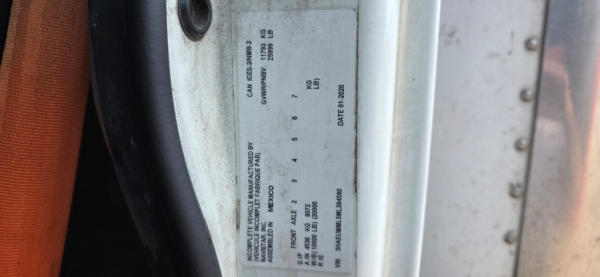 INCOMPLETE VEHICLE MANUFACTURED BY
(VEHICULE INCOMPLET FABRIQUE PAR)
NAVISTAR, INC.
ASSEMBLED IN MEXICO
CAN ICES-2/NMB-2
GVWR/PNBV: 11793 KG
25999 LB
FRONT AXLE 2 3 4 5 6 7
4536 KG 9072 KG
(10000 LB) (20000 LB)
VIN 3HAEUMML5ML394590 DATE 01-2020